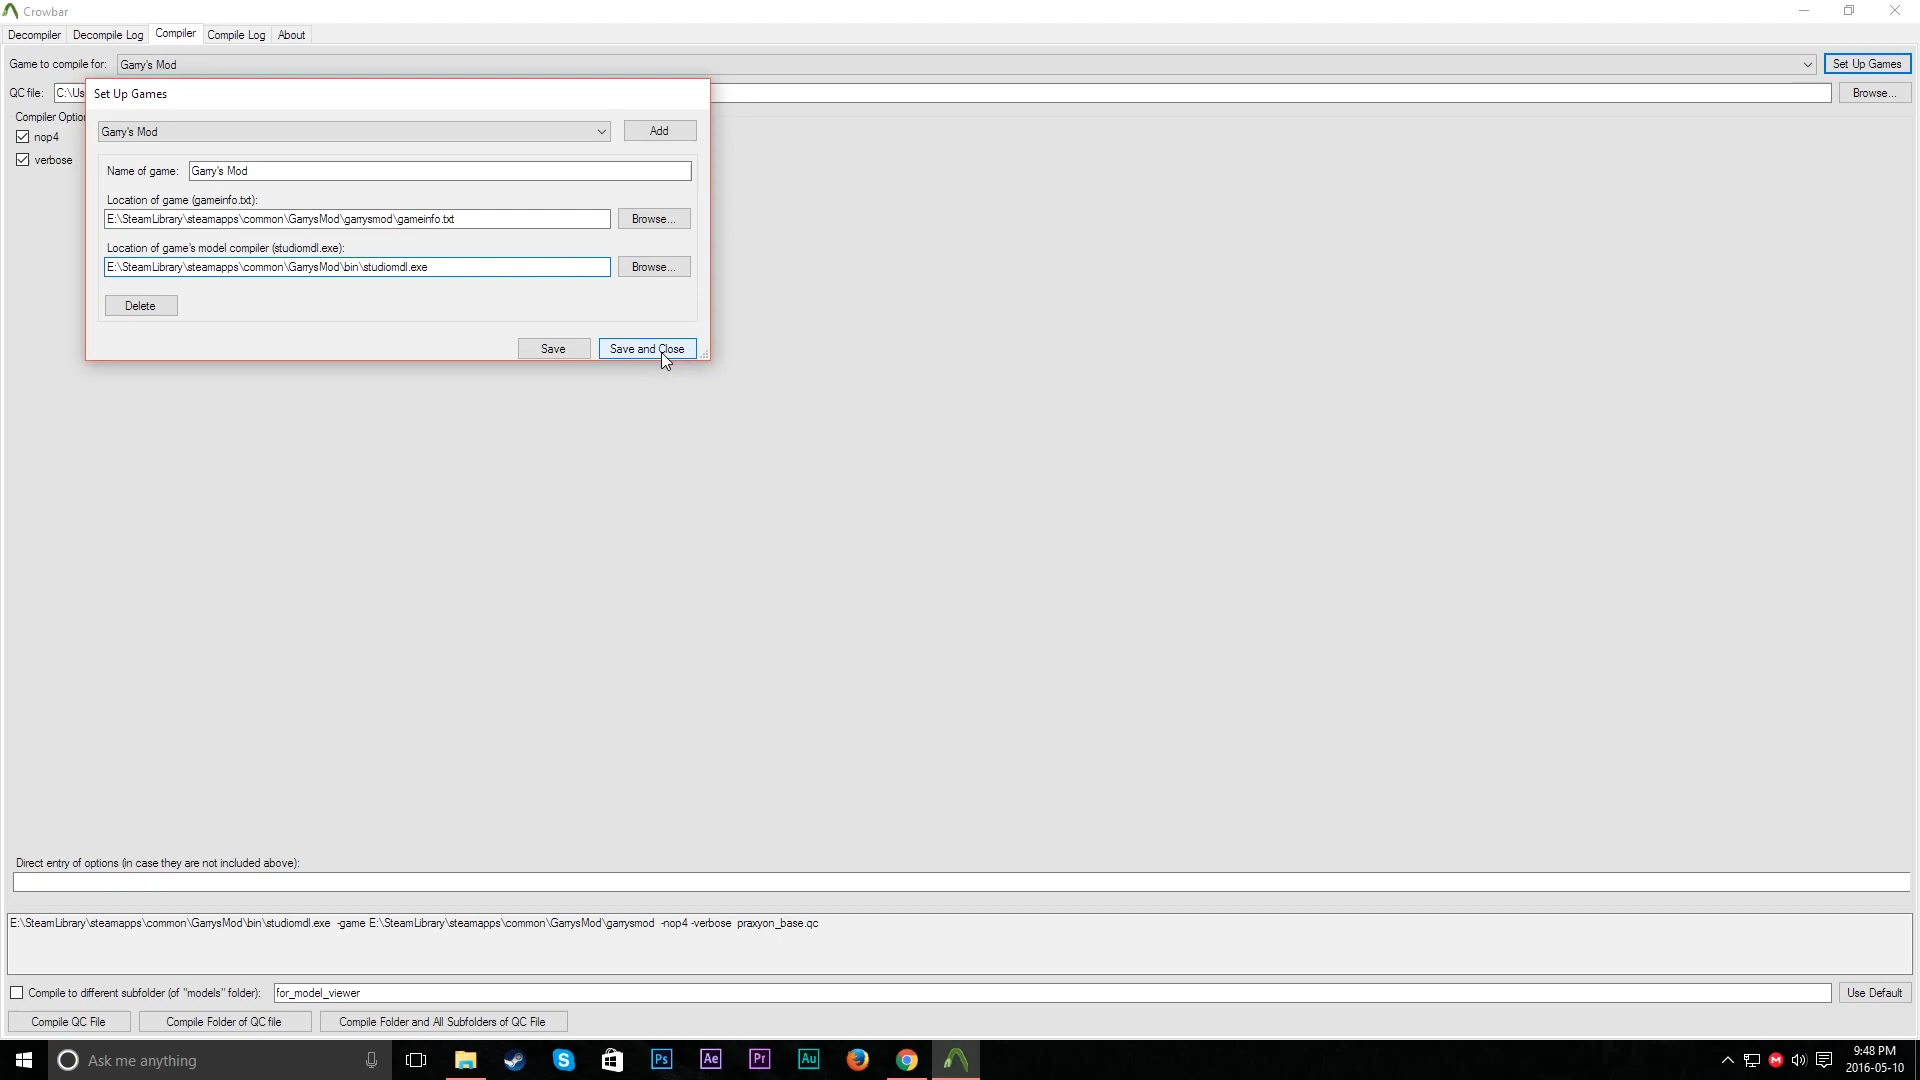 Crowbar
Decompiler Decompile Log Compiler Compile Log About
Game to compile for: Garry's Mod Set Up Games
QC file: C:\Us Browse...
Set Up Games
Compiler Optio
nop4
verbose
Garry's Mod Add
Name of game: Garry's Mod
Location of game (gameinfo.txt):
E:\SteamLibrary\steamapps\common\GarrysMod\garrysmod\gameinfo.txt Browse...
Location of game's model compiler (studiomdl.exe):
E:\SteamLibrary\steamapps\common\GarrysMod\bin\studiomdl.exe Browse...
Delete
Save Save and Close
Direct entry of options (in case they are not included above):
E:\SteamLibrary\steamapps\common\GarrysMod\bin\studiomdl.exe -game E:\SteamLibrary\steamapps\common\GarrysMod\garrysmod -nop4 -verbose praxyon_base.qc
Compile to different subfolder (of "models" folder): for_model_viewer Use Default
Compile QC File Compile Folder of QC file Compile Folder and All Subfolders of QC File
Ask me anything
Ps Ae Pr Au
9:48 PM
2016-05-10